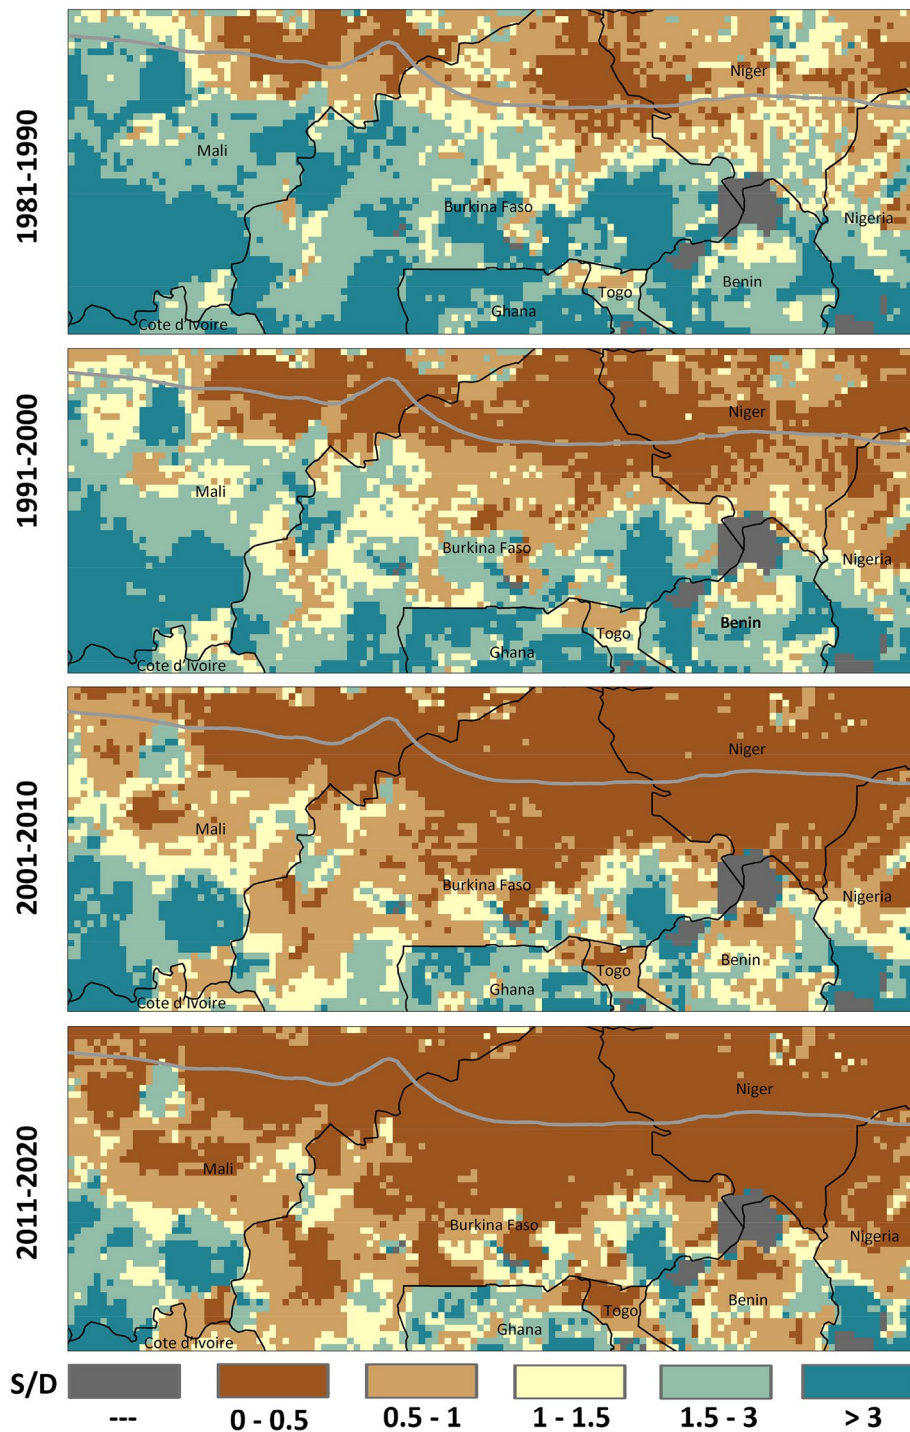 1981-1990
Niger
Mali
Burkina Faso
Nigeria
Benin
Togo
Ghana
Cote d'Ivoire
1991-2000
Niger
Mali
Burkina Faso
Nigeria
Benin
Togo
Ghana
Cote d'Ivoire
2001-2010
Niger
Mali
Burkina Faso
Nigeria
Benin
Togo
Ghana
Cote d'Ivoire
2011-2020
Niger
Mali
Burkina Faso
Nigeria
Benin
Togo
Ghana
Cote d'Ivoire
S/D
--- 0 - 0.5 0.5 - 1 1 - 1.5 1.5 - 3 > 3